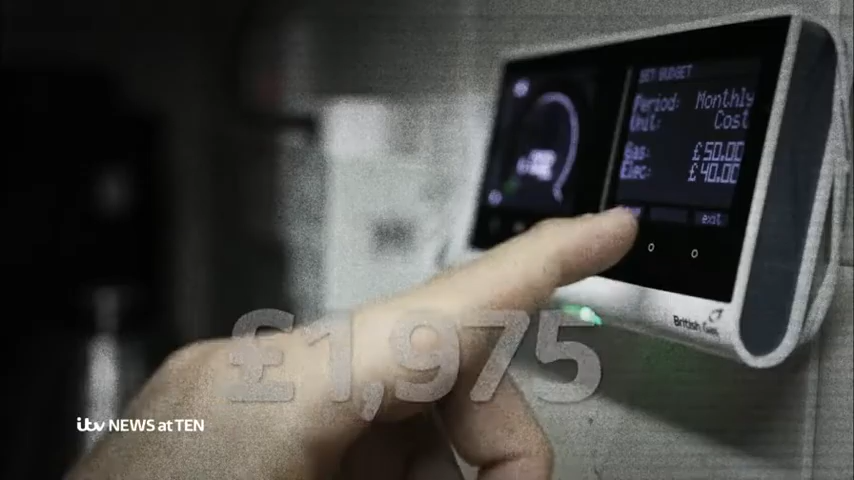 SET BUDGET
Period: Monthly
Unit: Cost
Gas: £50.00
Elec: £40.00
exit
British Gas
£1,975
itv NEWS at TEN